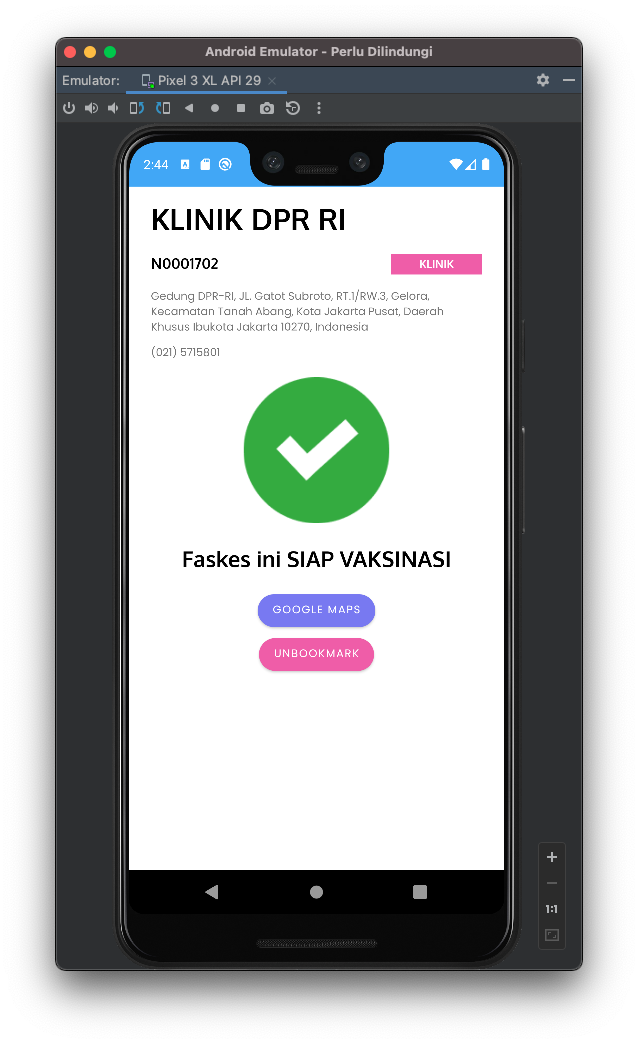 Android Emulator - Perlu Dilindungi
Emulator:
Pixel 3 XL API 29
2:44
KLINIK DPR RI
N0001702
KLINIK
Gedung DPR-RI, JL. Gatot Subroto, RT.1/RW.3, Gelora,
Kecamatan Tanah Abang, Kota Jakarta Pusat, Daerah
Khusus Ibukota Jakarta 10270, Indonesia
(021) 5715801
Faskes ini SIAP VAKSINASI
GOOGLE MAPS
UNBOOKMARK
1:1